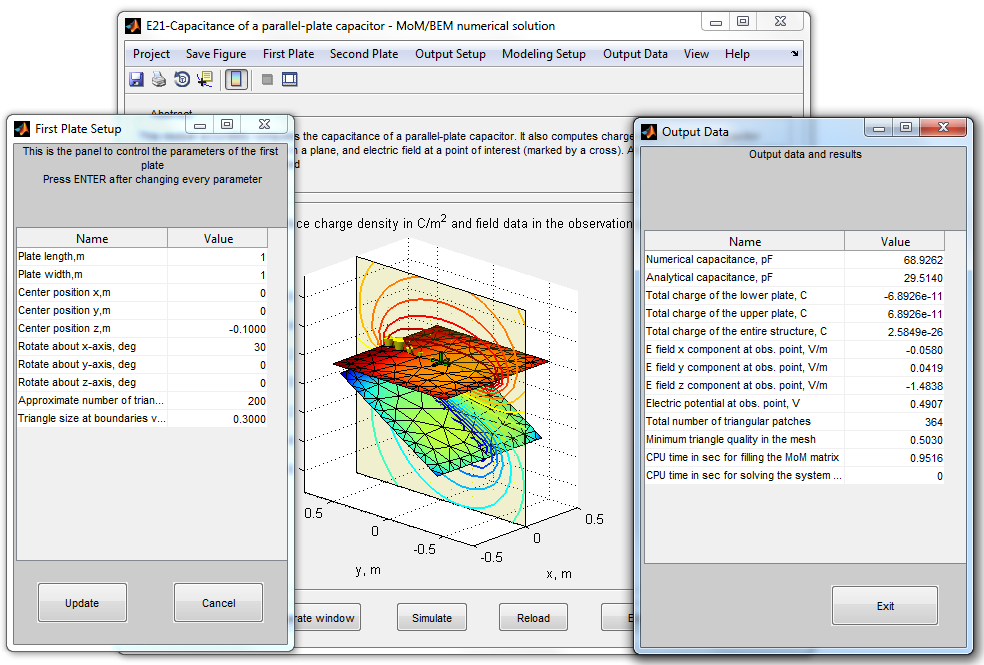 E21-Capacitance of a parallel-plate capacitor - MoM/BEM numerical solution
Project Save Figure First Plate Second Plate Output Setup Modeling Setup Output Data View Help
Abstract
s the capacitance of a parallel-plate capacitor. It also computes charge
n a plane, and electric field at a point of interest (marked by a cross). A
d
ce charge density in C/m2 and field data in the observation
0.5
0
-0.5
y, m
-0.5
0
0.5
x, m
rate window
Simulate
Reload
E
First Plate Setup
This is the panel to control the parameters of the first
plate
Press ENTER after changing every parameter
Name Value
Plate length,m 1
Plate width,m 1
Center position x,m 0
Center position y,m 0
Center position z,m -0.1000
Rotate about x-axis, deg 30
Rotate about y-axis, deg 0
Rotate about z-axis, deg 0
Approximate number of trian... 200
Triangle size at boundaries v... 0.3000
Update
Cancel
Output Data
Output data and results
Name Value
Numerical capacitance, pF 68.9262
Analytical capacitance, pF 29.5140
Total charge of the lower plate, C -6.8926e-11
Total charge of the upper plate, C 6.8926e-11
Total charge of the entire structure, C 2.5849e-26
E field x component at obs. point, V/m -0.0580
E field y component at obs. point, V/m 0.0419
E field z component at obs. point, V/m -1.4838
Electric potential at obs. point, V 0.4907
Total number of triangular patches 364
Minimum triangle quality in the mesh 0.5030
CPU time in sec for filling the MoM matrix 0.9516
CPU time in sec for solving the system ... 0
Exit